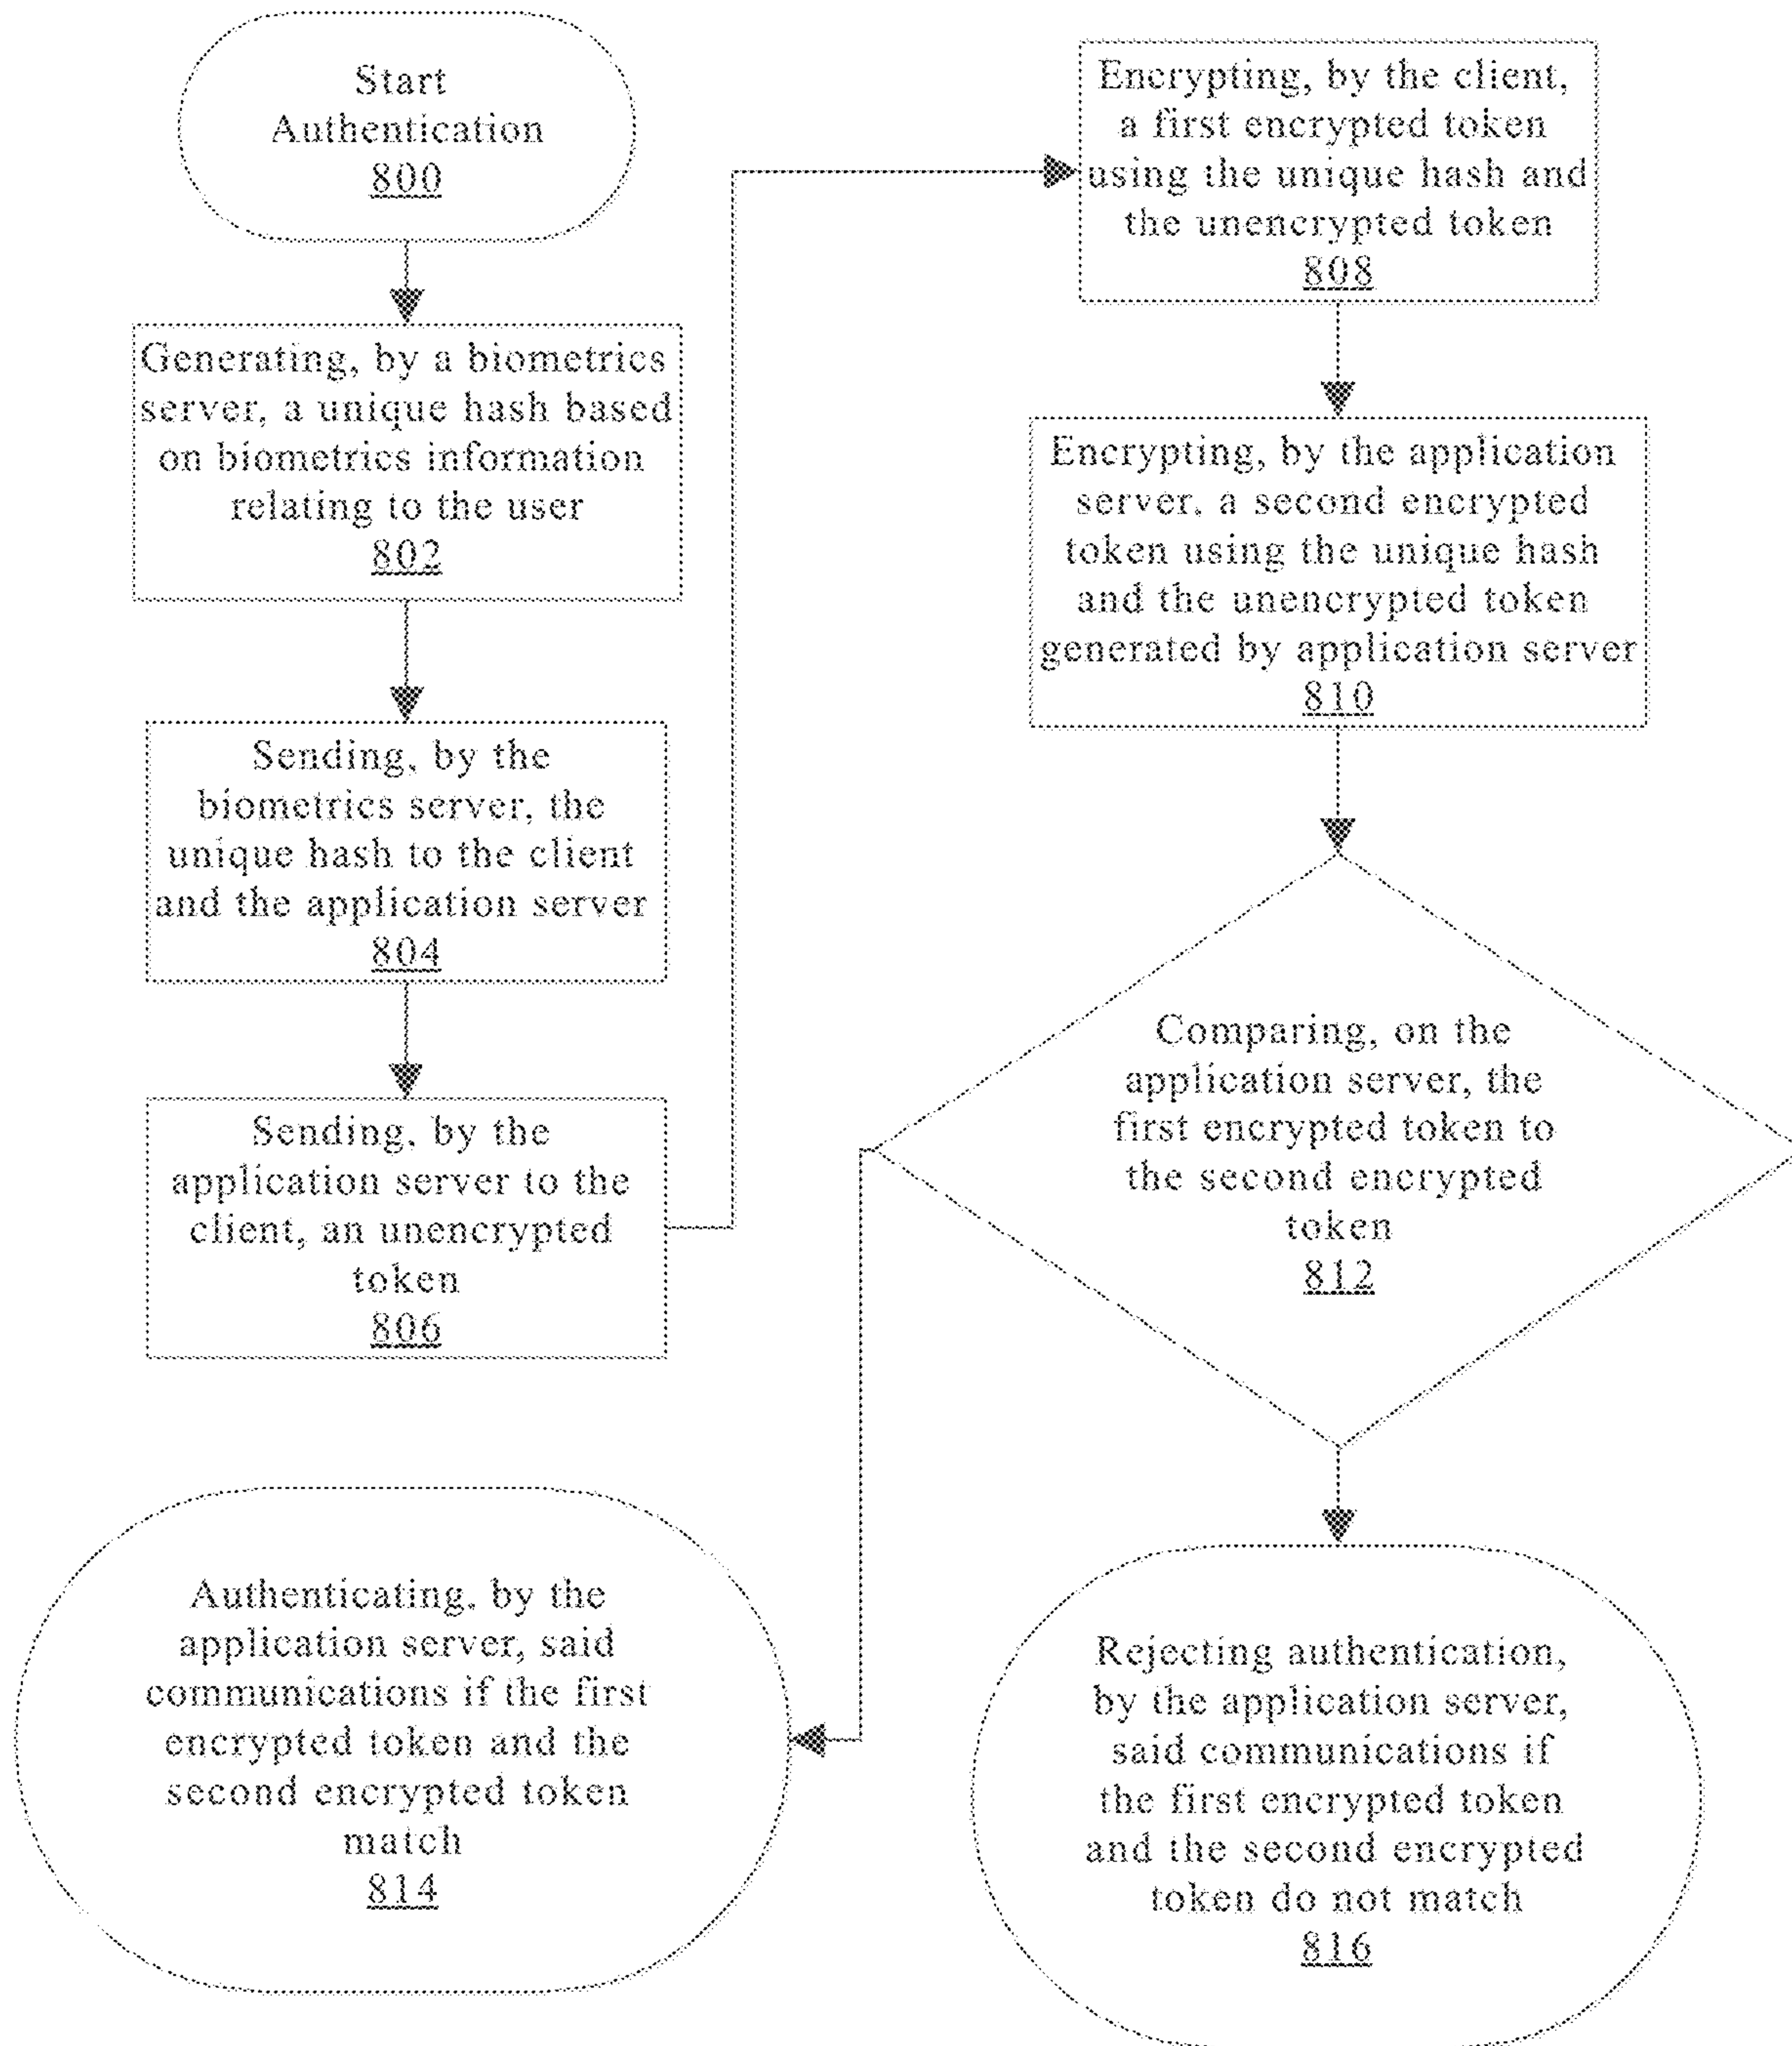 Start
Authentication
800
Generating, by a biometrics
server, a unique hash based
on biometrics information
relating to the user
802
Sending, by the
biometrics server, the
unique hash to the client
and the application server
804
Sending, by the
application server to the
client, an unencrypted
token
806
Encrypting, by the client,
a first encrypted token
using the unique hash and
the unencrypted token
808
Encrypting, by the application
server, a second encrypted
token using the unique hash
and the unencrypted token
generated by application server
810
Comparing, on the
application server, the
first encrypted token to
the second encrypted
token
812
Authenticating, by the
application server, said
communications if the first
encrypted token and the
second encrypted token
match
814
Rejecting authentication,
by the application server,
said communications if
the first encrypted token
and the second encrypted
token do not match
816